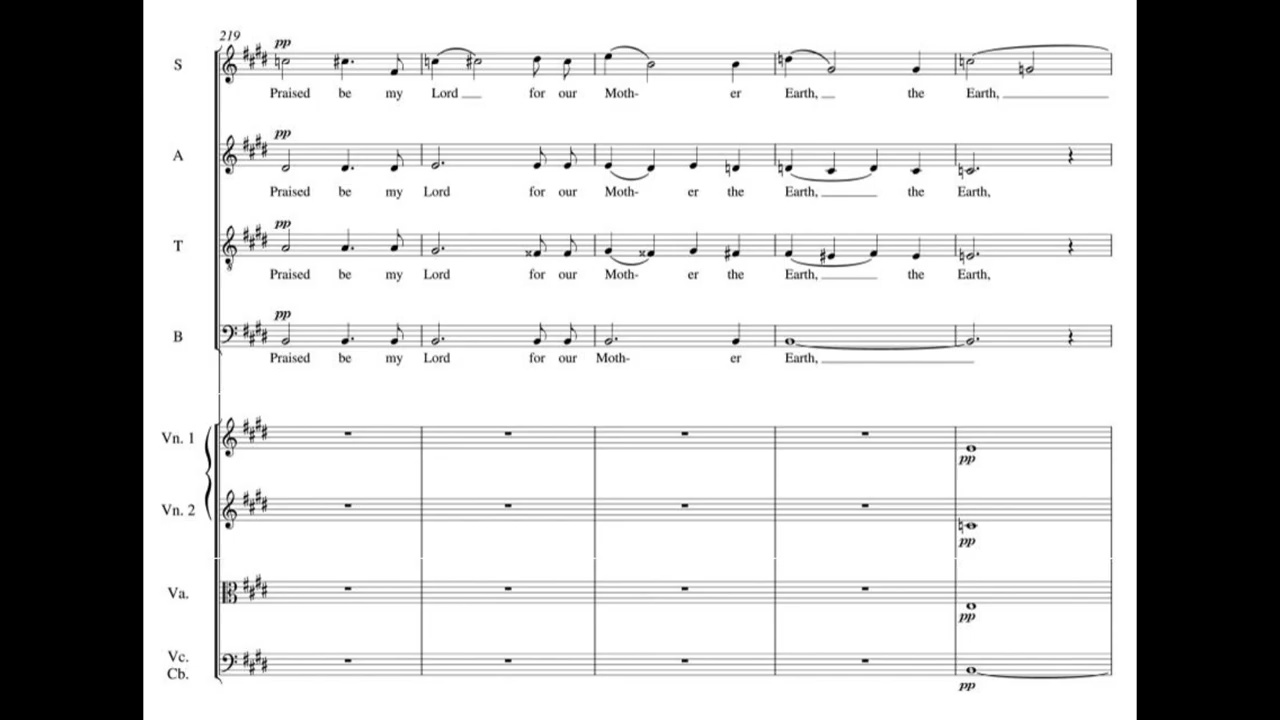 219
pp
S
Praised be my Lord for our Moth- er Earth, the Earth,
pp
A
Praised be my Lord for our Moth- er the Earth, the Earth,
pp
T
Praised be my Lord for our Moth- er the Earth, the Earth,
pp
B
Praised be my Lord for our Moth- er Earth,
Vn. 1
pp
Vn. 2
pp
Va.
pp
Vc.
Cb.
pp